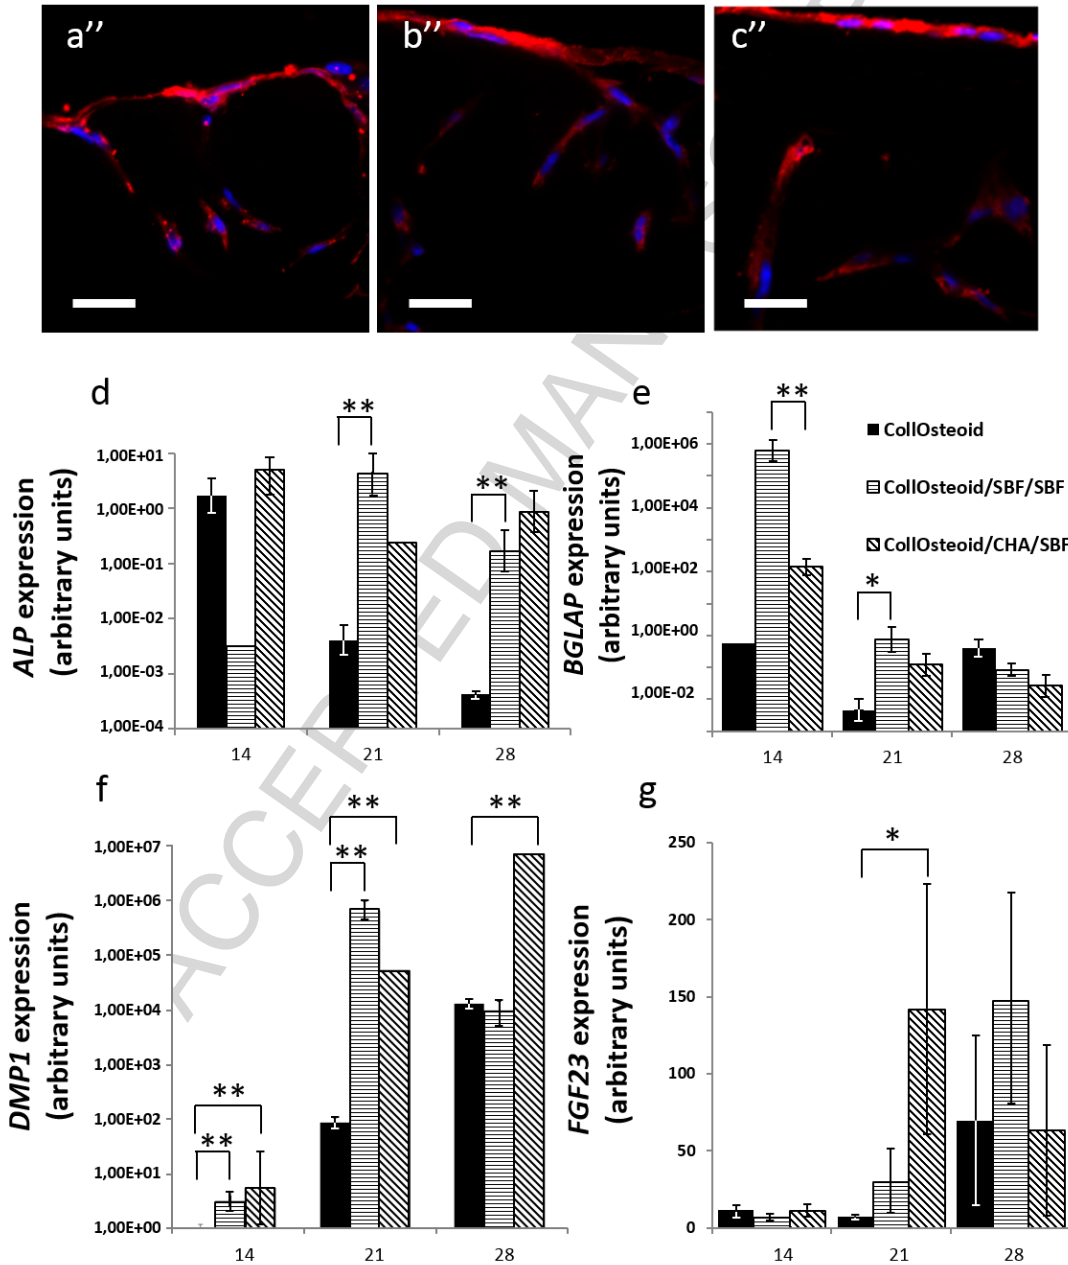 a’’
b’’
c’’
d
ALP expression
(arbitrary units)
1,00E+01
1,00E+00
1,00E-01
1,00E-02
1,00E-03
1,00E-04
**
**
14
21
28
e
BGLAP expression
(arbitrary units)
1,00E+06
1,00E+04
1,00E+02
1,00E+00
1,00E-02
**
*
14
21
28
CollOsteoid
CollOsteoid/SBF/SBF
CollOsteoid/CHA/SBF
f
DMP1 expression
(arbitrary units)
1,00E+07
1,00E+06
1,00E+05
1,00E+04
1,00E+03
1,00E+02
1,00E+01
1,00E+00
**
**
**
**
**
14
21
28
g
FGF23 expression
(arbitrary units)
250
200
150
100
50
0
*
14
21
28